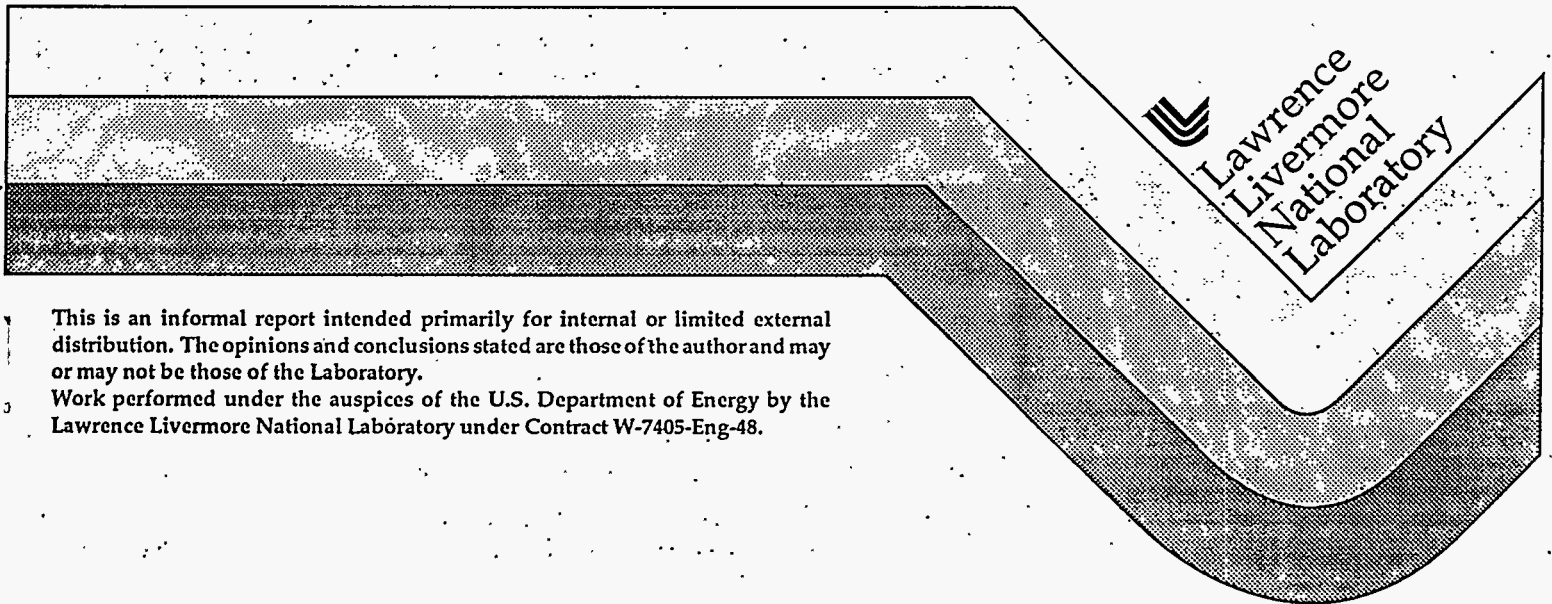 Lawrence
Livermore
National
Laboratory
This is an informal report intended primarily for internal or limited external
distribution. The opinions and conclusions stated are those of the author and may
or may not be those of the Laboratory.
Work performed under the auspices of the U.S. Department of Energy by the
Lawrence Livermore National Laboratory under Contract W-7405-Eng-48.